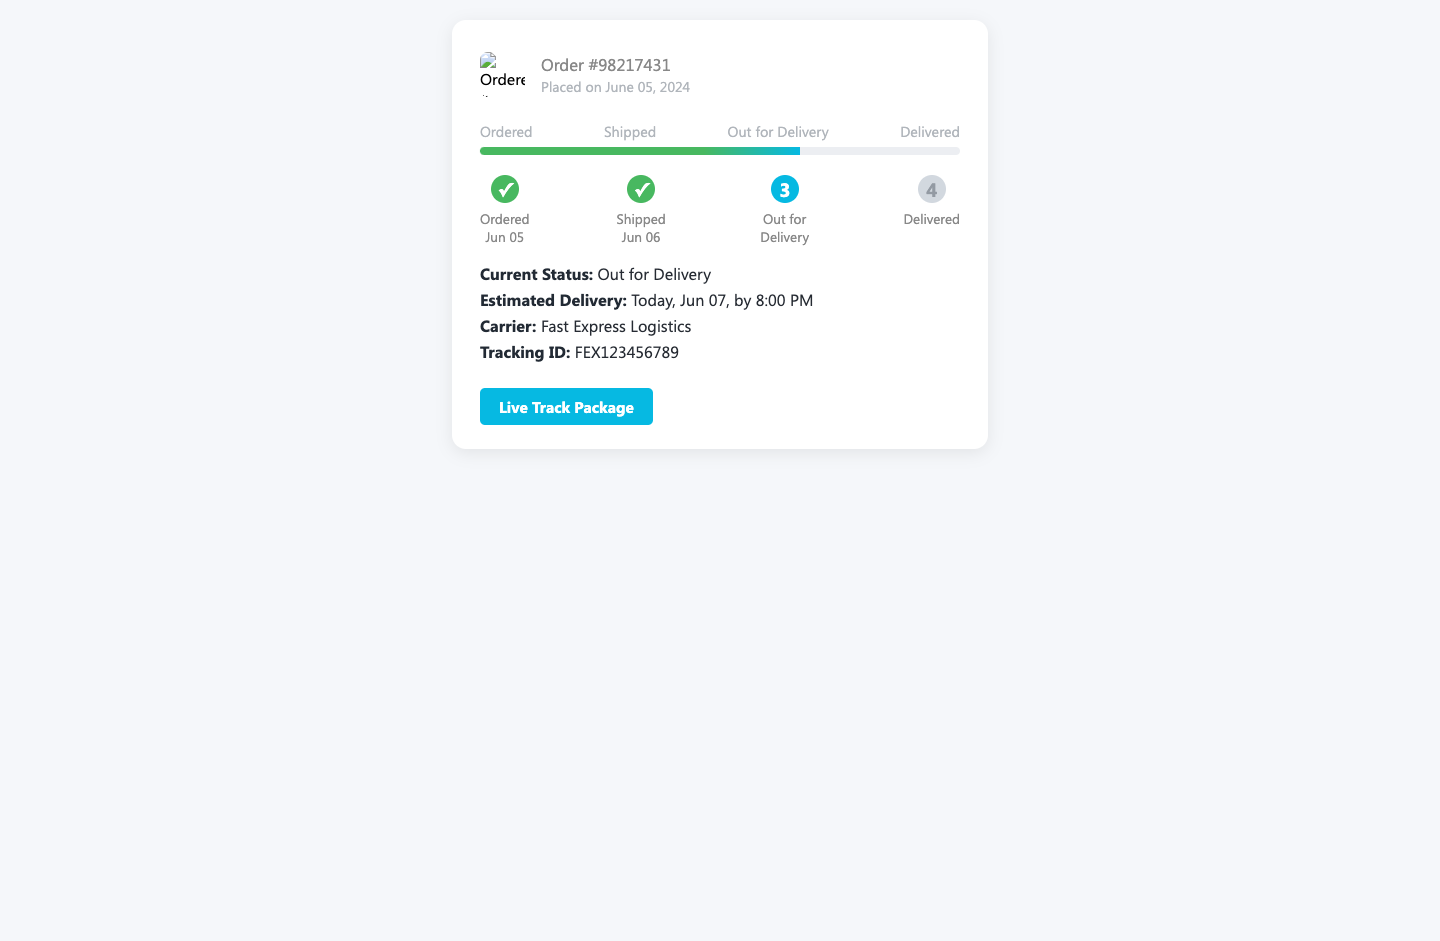 Ordere
Order #98217431
Placed on June 05, 2024
Ordered Shipped Out for Delivery Delivered
✓ ✓ 3 4
Ordered Shipped Out for Delivered
Jun 05 Jun 06 Delivery
Current Status: Out for Delivery
Estimated Delivery: Today, Jun 07, by 8:00 PM
Carrier: Fast Express Logistics
Tracking ID: FEX123456789
Live Track Package